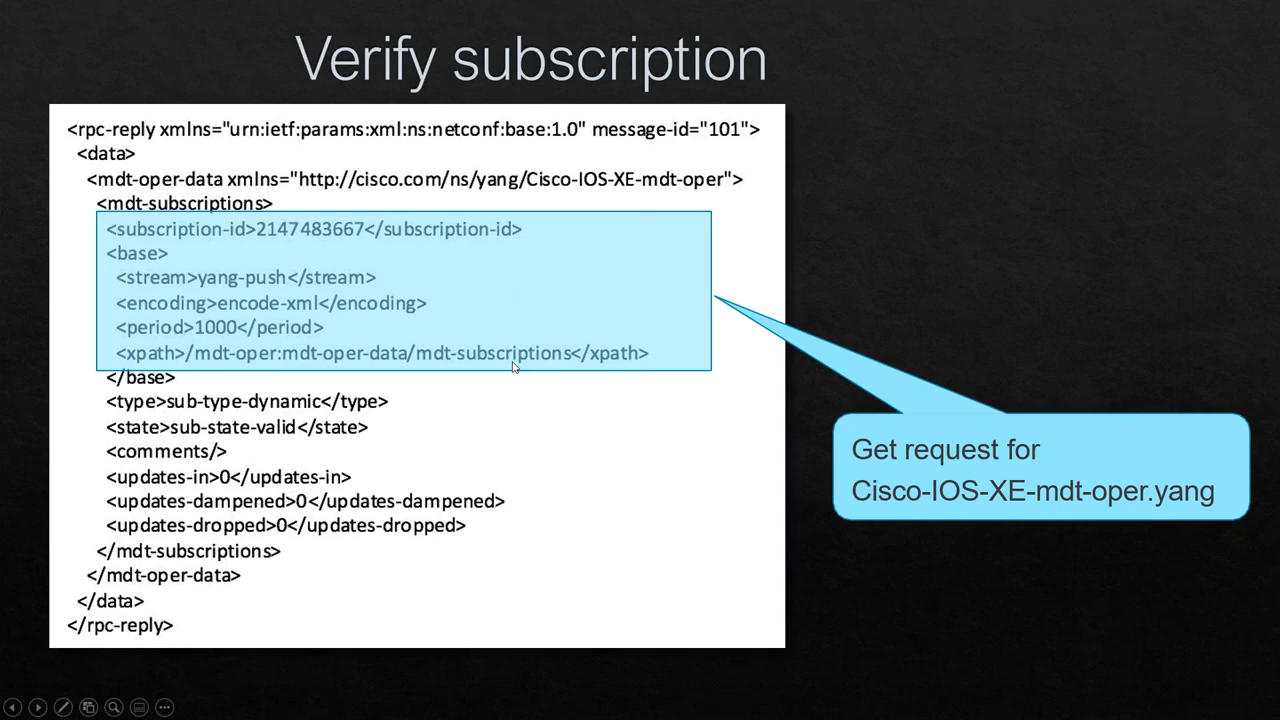 Verify subscription
<rpc-reply xmlns="urn:ietf:params:xml:ns:netconf:base:1.0" message-id="101">
<data>
<mdt-oper-data xmlns="http://cisco.com/ns/yang/Cisco-IOS-XE-mdt-oper">
<mdt-subscriptions>
<subscription-id>2147483667</subscription-id>
<base>
<stream>yang-push</stream>
<encoding>encode-xml</encoding>
<period>1000</period>
<xpath>/mdt-oper:mdt-oper-data/mdt-subscriptions</xpath>
</base>
<type>sub-type-dynamic</type>
<state>sub-state-valid</state>
<comments/>
<updates-in>0</updates-in>
<updates-dampened>0</updates-dampened>
<updates-dropped>0</updates-dropped>
</mdt-subscriptions>
</mdt-oper-data>
</data>
</rpc-reply>
Get request for
Cisco-IOS-XE-mdt-oper.yang